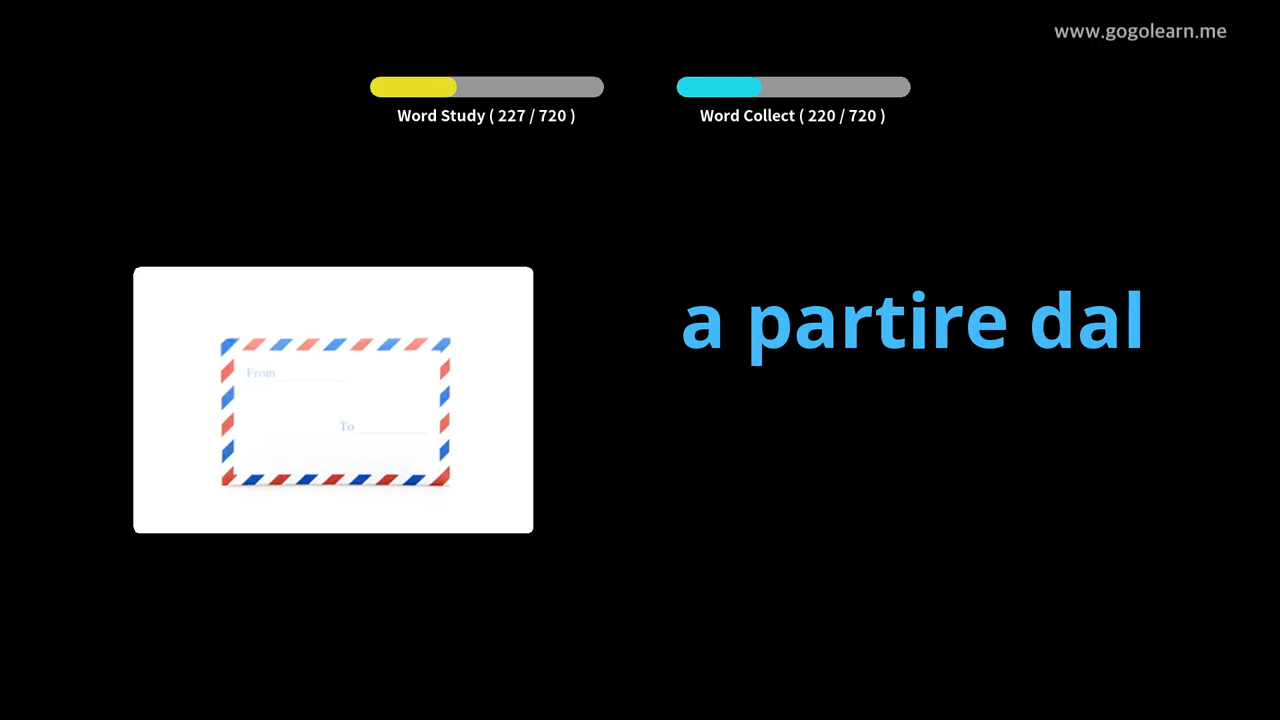 www.gogolearn.me
Word Study ( 227 / 720 )
Word Collect ( 220 / 720 )
a partire dal
From
To